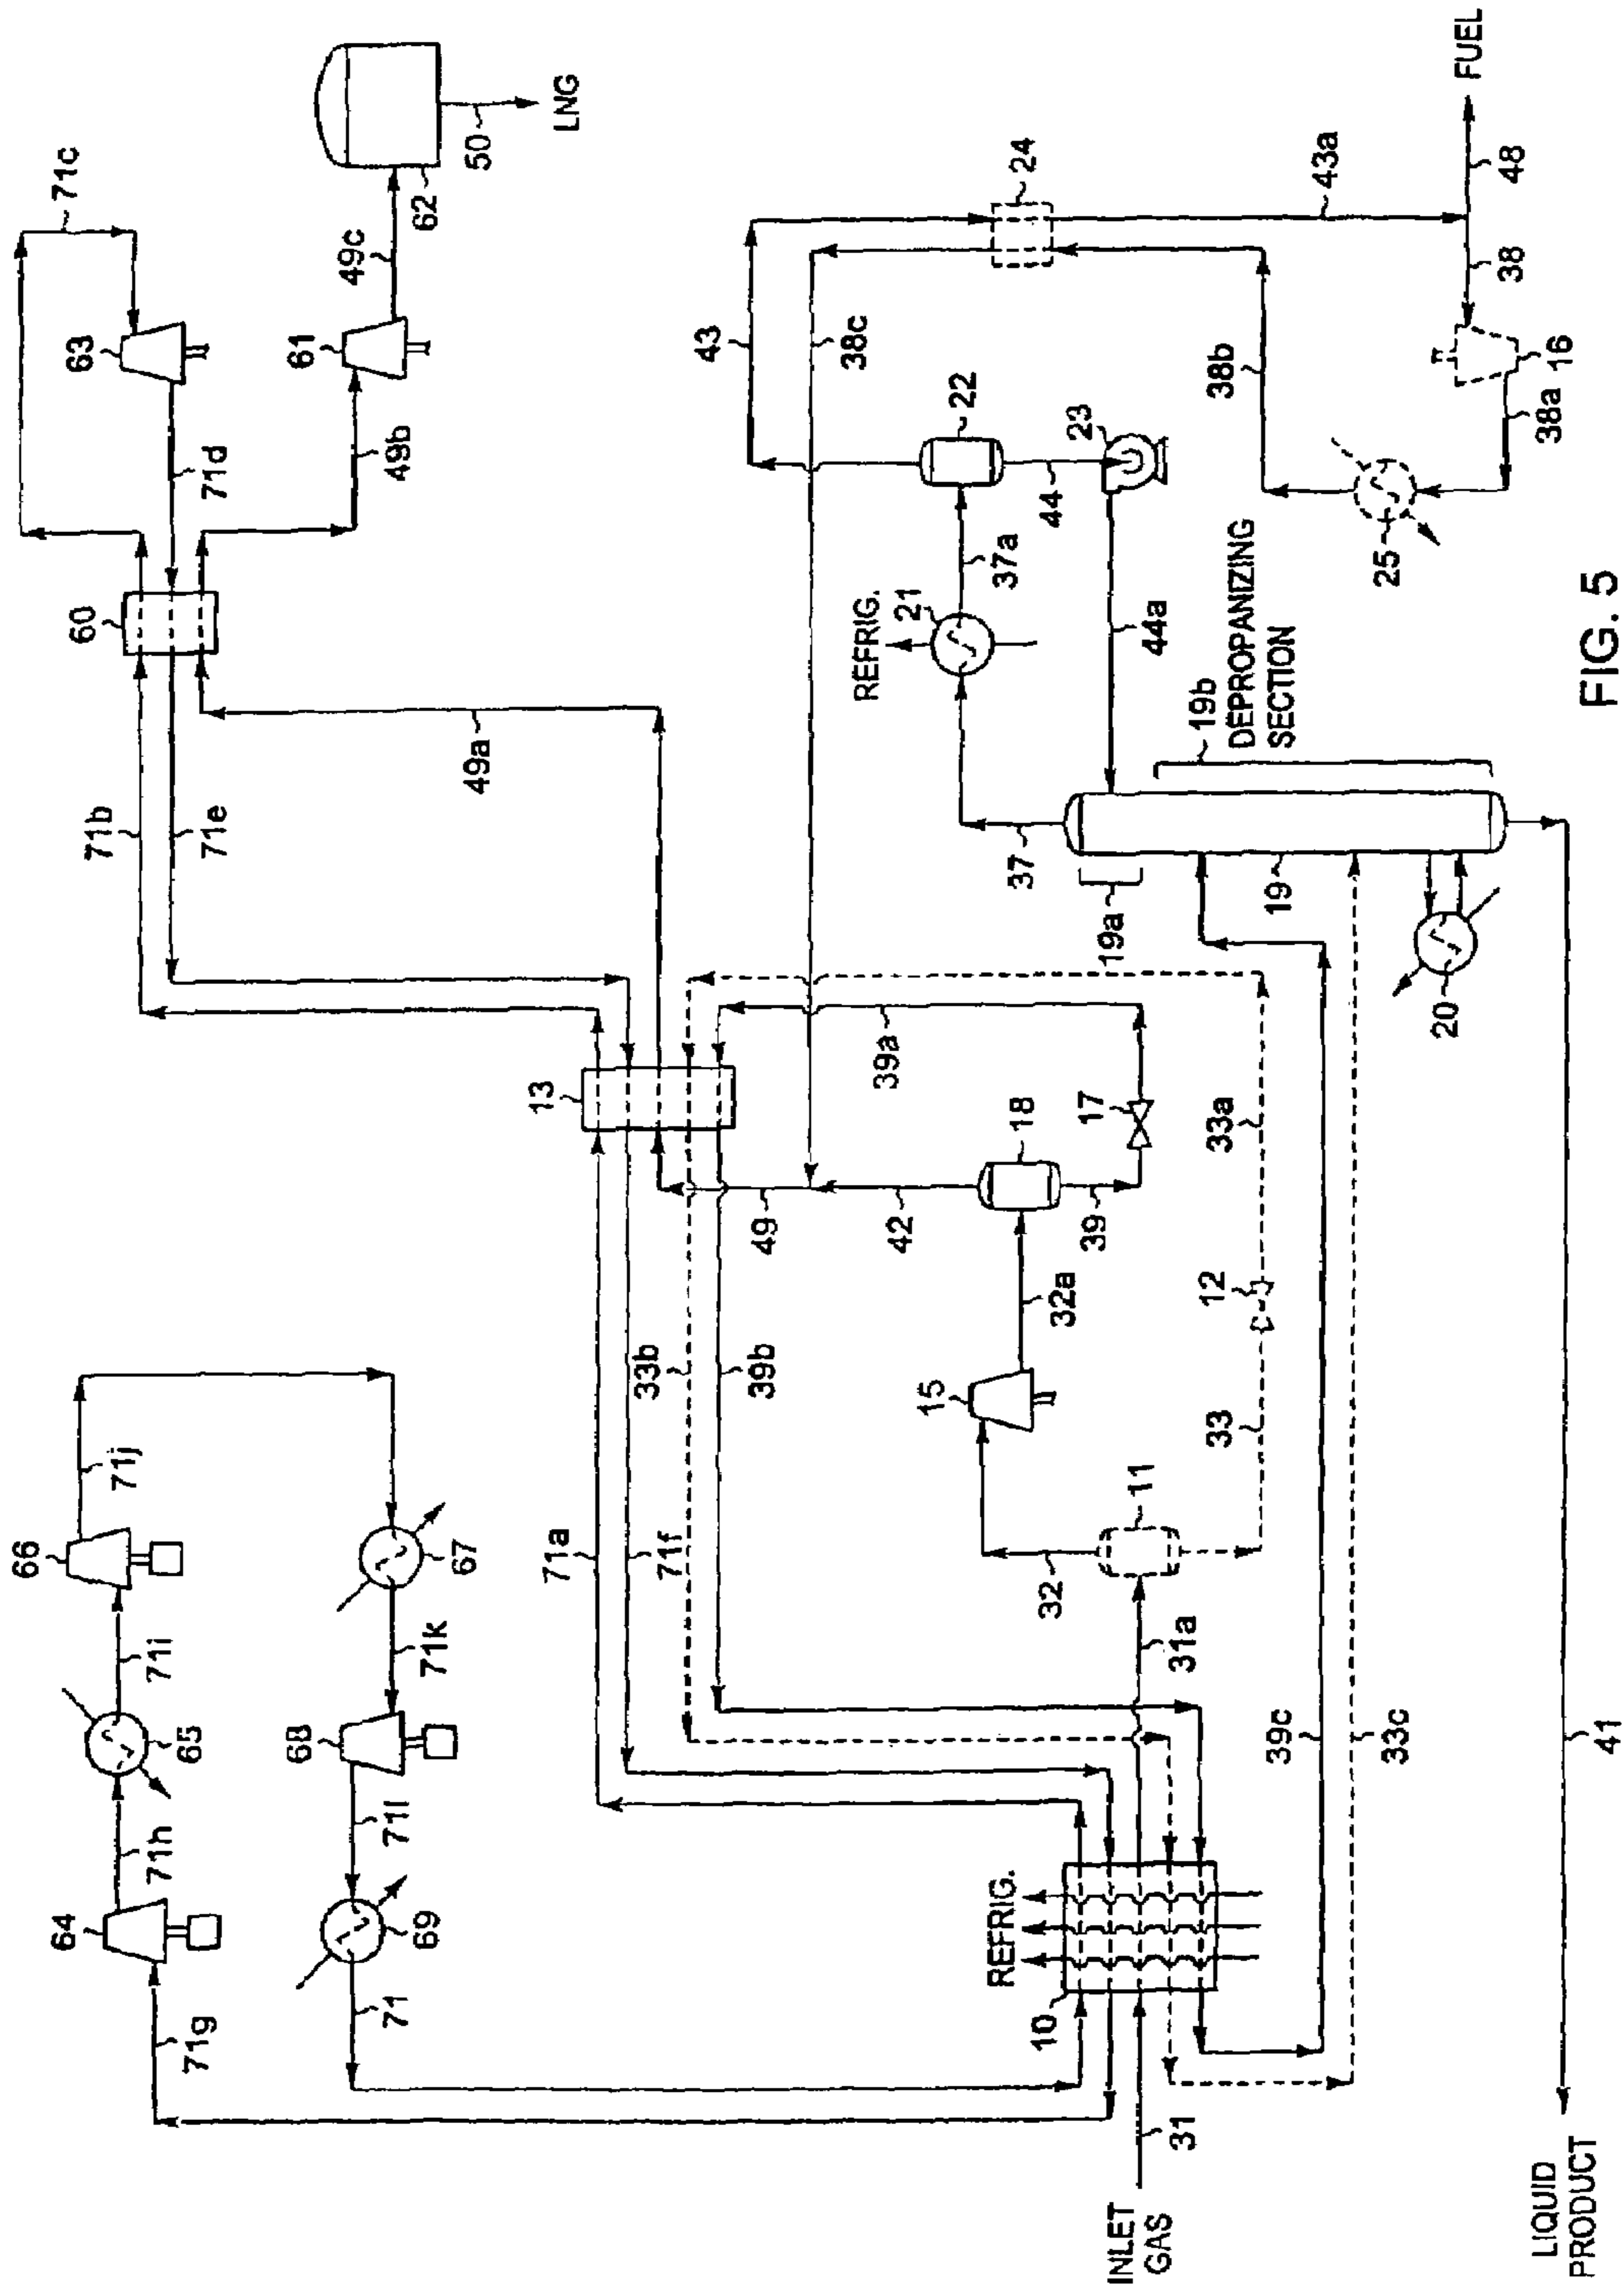 64
71h
65
71i
66
71j
71g
71
69
71l
68
71k
67
71a
71f
33b
39b
13
71b
71e
60
71d
63
71c
49a
49b
61
49c
62
50
LNG
INLET
GAS
31
10
REFRIG.
31a
32
11
15
32a
18
42
49
39
17
39a
33
12
33a
39c
33c
20
19
19a
37
19b
DEPROPANIZING
SECTION
REFRIG.
21
37a
22
44
23
44a
43
38c
24
43a
38b
25
38a
16
38
48
FUEL
41
LIQUID
PRODUCT
FIG. 5